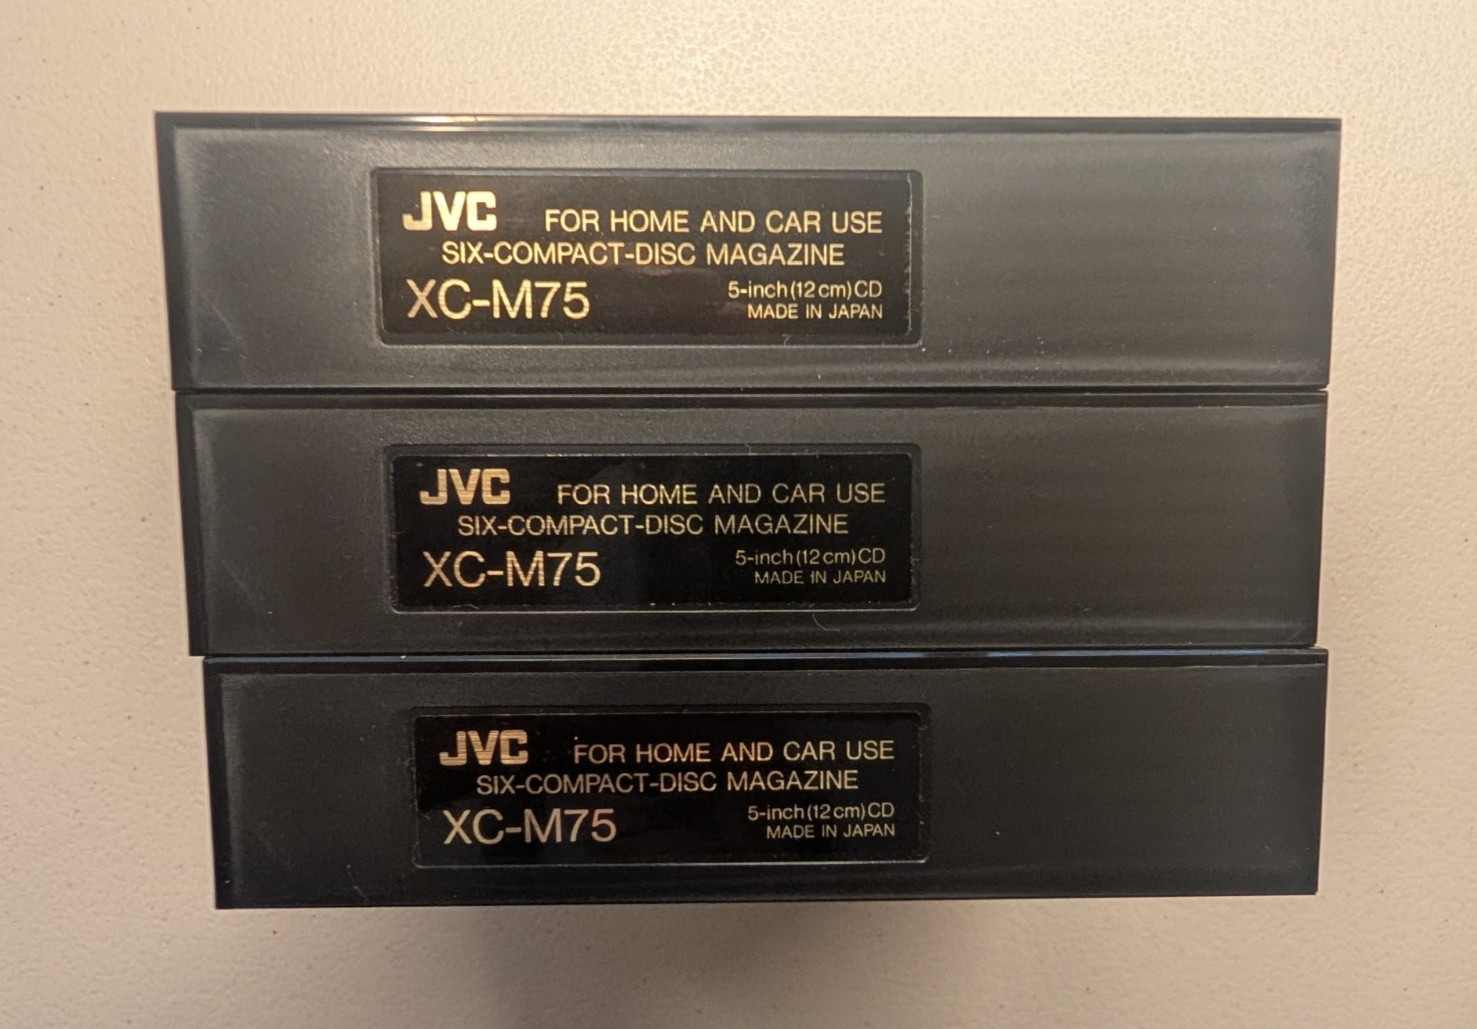 JVC FOR HOME AND CAR USE
SIX-COMPACT-DISC MAGAZINE
XC-M75 5-inch(12cm)CD
MADE IN JAPAN
JVC FOR HOME AND CAR USE
SIX-COMPACT-DISC MAGAZINE
XC-M75 5-inch(12cm)CD
MADE IN JAPAN
JVC FOR HOME AND CAR USE
SIX-COMPACT-DISC MAGAZINE
XC-M75 5-inch(12cm)CD
MADE IN JAPAN